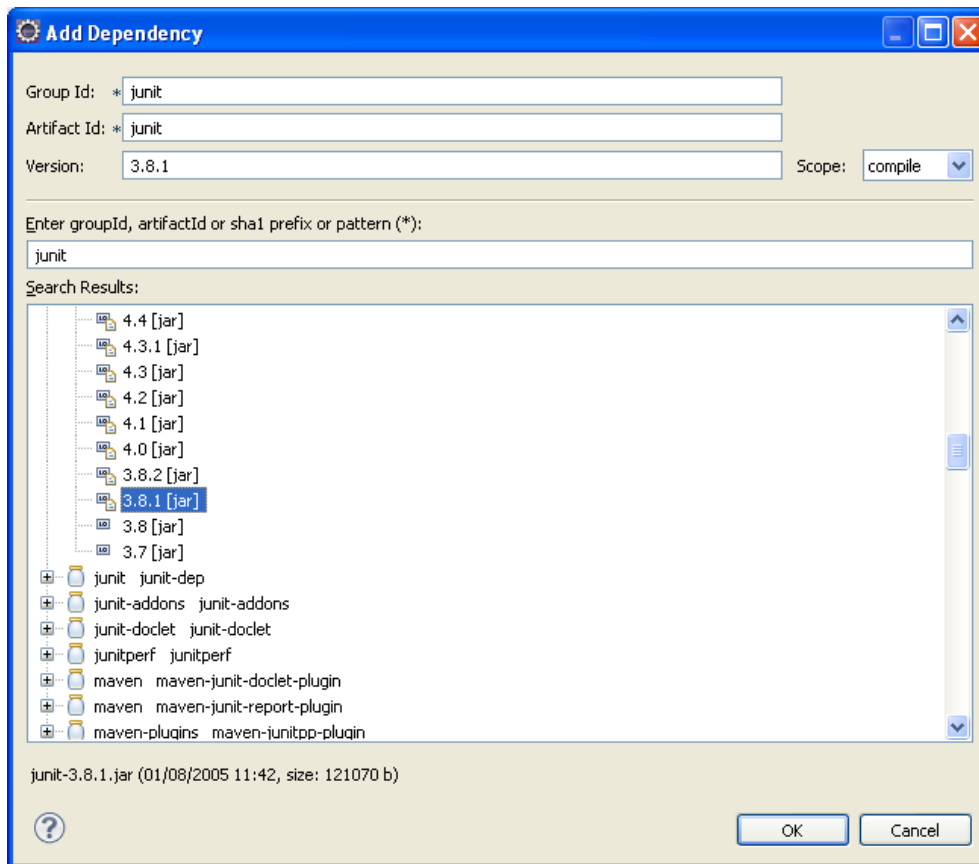 Add Dependency
Group Id: * junit
Artifact Id: * junit
Version: 3.8.1 Scope: compile
Enter groupId, artifactId or sha1 prefix or pattern (*):
junit
Search Results:
4.4 [jar]
4.3.1 [jar]
4.3 [jar]
4.2 [jar]
4.1 [jar]
4.0 [jar]
3.8.2 [jar]
3.8.1 [jar]
3.8 [jar]
3.7 [jar]
junit junit-dep
junit-addons junit-addons
junit-doclet junit-doclet
junitperf junitperf
maven maven-junit-doclet-plugin
maven maven-junit-report-plugin
maven-plugins maven-junitpp-plugin
junit-3.8.1.jar (01/08/2005 11:42, size: 121070 b)
? OK Cancel